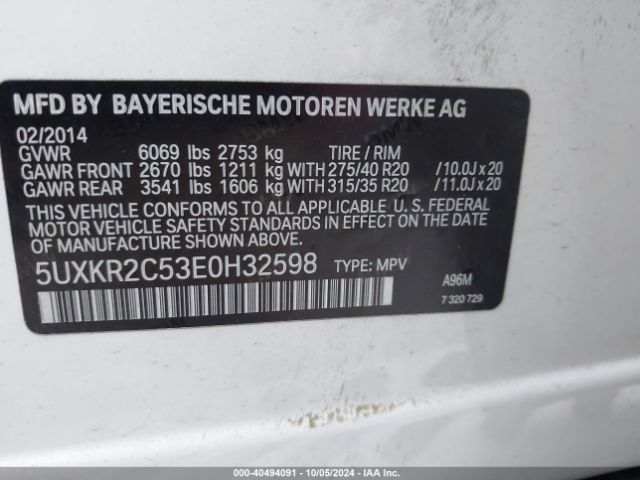 MFD BY BAYERISCHE MOTOREN WERKE AG
02/2014
GVWR 6069 lbs 2753 kg TIRE / RIM
GAWR FRONT 2670 lbs 1211 kg WITH 275/40 R20 /10.0J x 20
GAWR REAR 3541 lbs 1606 kg WITH 315/35 R20 /11.0J x 20
THIS VEHICLE CONFORMS TO ALL APPLICABLE U. S. FEDERAL
MOTOR VEHICLE SAFETY STANDARDS IN EFFECT ON THE
DATE OF MANUFACTURE SHOWN ABOVE.
5UXKR2C53E0H32598 TYPE: MPV
A96M
7 320 729
000-40494091 - 10/05/2024 - IAAI.COM